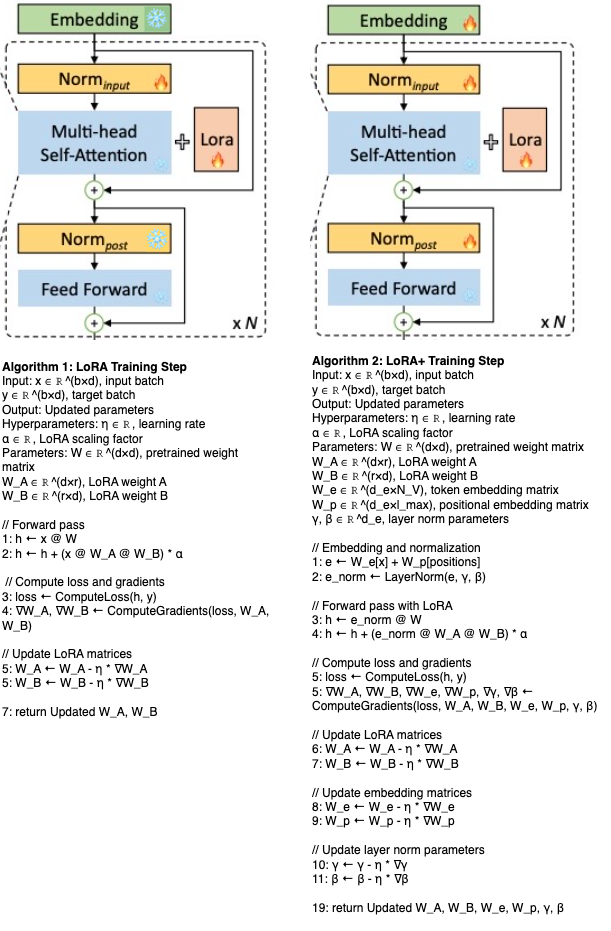 Embedding
Norm input
Multi-head
Self-Attention
+
Lora
+
Norm post
Feed Forward
+
x N
Embedding
Norm input
Multi-head
Self-Attention
+
Lora
+
Norm post
Feed Forward
+
x N
Algorithm 1: LoRA Training Step
Input: x ∈ ℝ ^(b×d), input batch
y ∈ ℝ ^(b×d), target batch
Output: Updated parameters
Hyperparameters: η ∈ ℝ, learning rate
α ∈ ℝ, LoRA scaling factor
Parameters: W ∈ ℝ ^(d×d), pretrained weight
matrix
W_A ∈ ℝ ^(d×r), LoRA weight A
W_B ∈ ℝ ^(r×d), LoRA weight B
// Forward pass
1: h ← x @ W
2: h ← h + (x @ W_A @ W_B) * α
// Compute loss and gradients
3: loss ← ComputeLoss(h, y)
4: ∇W_A, ∇W_B ← ComputeGradients(loss, W_A,
W_B)
// Update LoRA matrices
5: W_A ← W_A - η * ∇W_A
5: W_B ← W_B - η * ∇W_B
7: return Updated W_A, W_B
Algorithm 2: LoRA+ Training Step
Input: x ∈ ℝ ^(b×d), input batch
y ∈ ℝ ^(b×d), target batch
Output: Updated parameters
Hyperparameters: η ∈ ℝ, learning rate
α ∈ ℝ, LoRA scaling factor
Parameters: W ∈ ℝ ^(d×d), pretrained weight matrix
W_A ∈ ℝ ^(d×r), LoRA weight A
W_B ∈ ℝ ^(r×d), LoRA weight B
W_e ∈ ℝ ^(d_e×N_V), token embedding matrix
W_p ∈ ℝ ^(d_e×l_max), positional embedding matrix
γ, β ∈ ℝ ^d_e, layer norm parameters
// Embedding and normalization
1: e ← W_e[x] + W_p[positions]
2: e_norm ← LayerNorm(e, γ, β)
// Forward pass with LoRA
3: h ← e_norm @ W
4: h ← h + (e_norm @ W_A @ W_B) * α
// Compute loss and gradients
5: loss ← ComputeLoss(h, y)
5: ∇W_A, ∇W_B, ∇W_e, ∇W_p, ∇γ, ∇β ←
ComputeGradients(loss, W_A, W_B, W_e, W_p, γ, β)
// Update LoRA matrices
6: W_A ← W_A - η * ∇W_A
7: W_B ← W_B - η * ∇W_B
// Update embedding matrices
8: W_e ← W_e - η * ∇W_e
9: W_p ← W_p - η * ∇W_p
// Update layer norm parameters
10: γ ← γ - η * ∇γ
11: β ← β - η * ∇β
19: return Updated W_A, W_B, W_e, W_p, γ, β